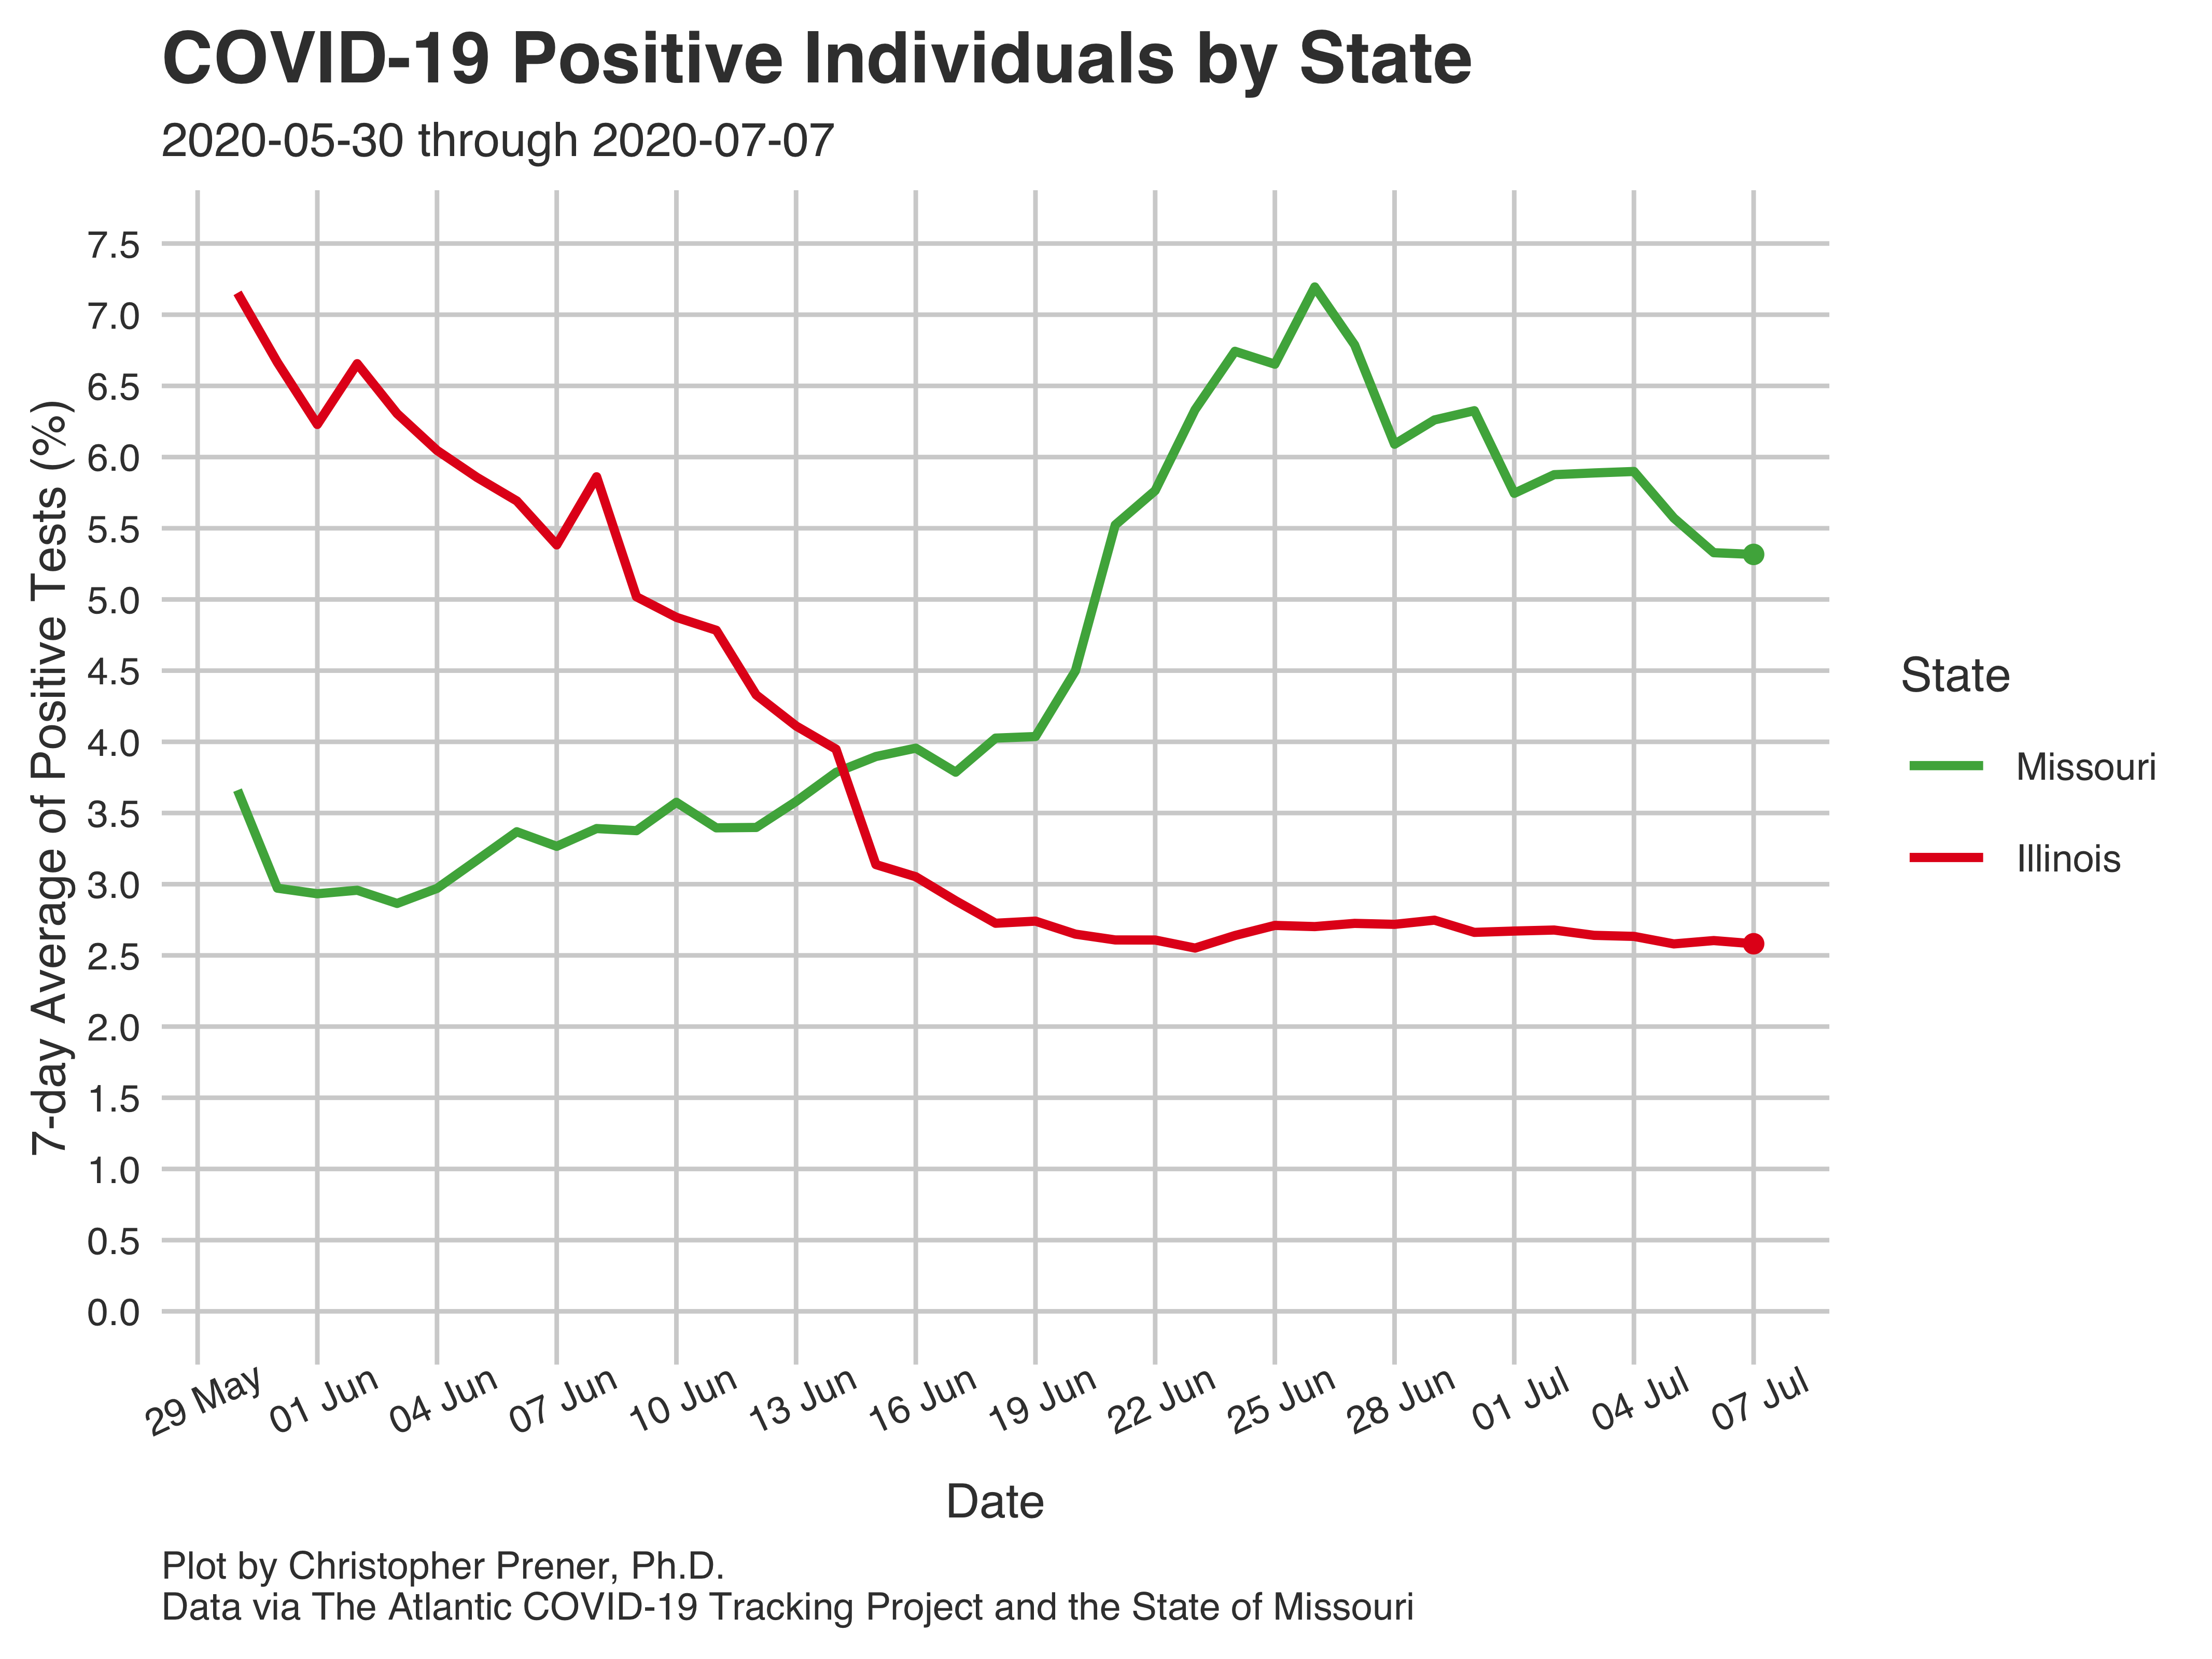 COVID-19 Positive Individuals by State
2020-05-30 through 2020-07-07
7-day Average of Positive Tests (%)
7.5
7.0
6.5
6.0
5.5
5.0
4.5
4.0
3.5
3.0
2.5
2.0
1.5
1.0
0.5
0.0
29 May
01 Jun
04 Jun
07 Jun
10 Jun
13 Jun
16 Jun
19 Jun
22 Jun
25 Jun
28 Jun
01 Jul
04 Jul
07 Jul
Date
State
Missouri
Illinois
Plot by Christopher Prener, Ph.D.
Data via The Atlantic COVID-19 Tracking Project and the State of Missouri